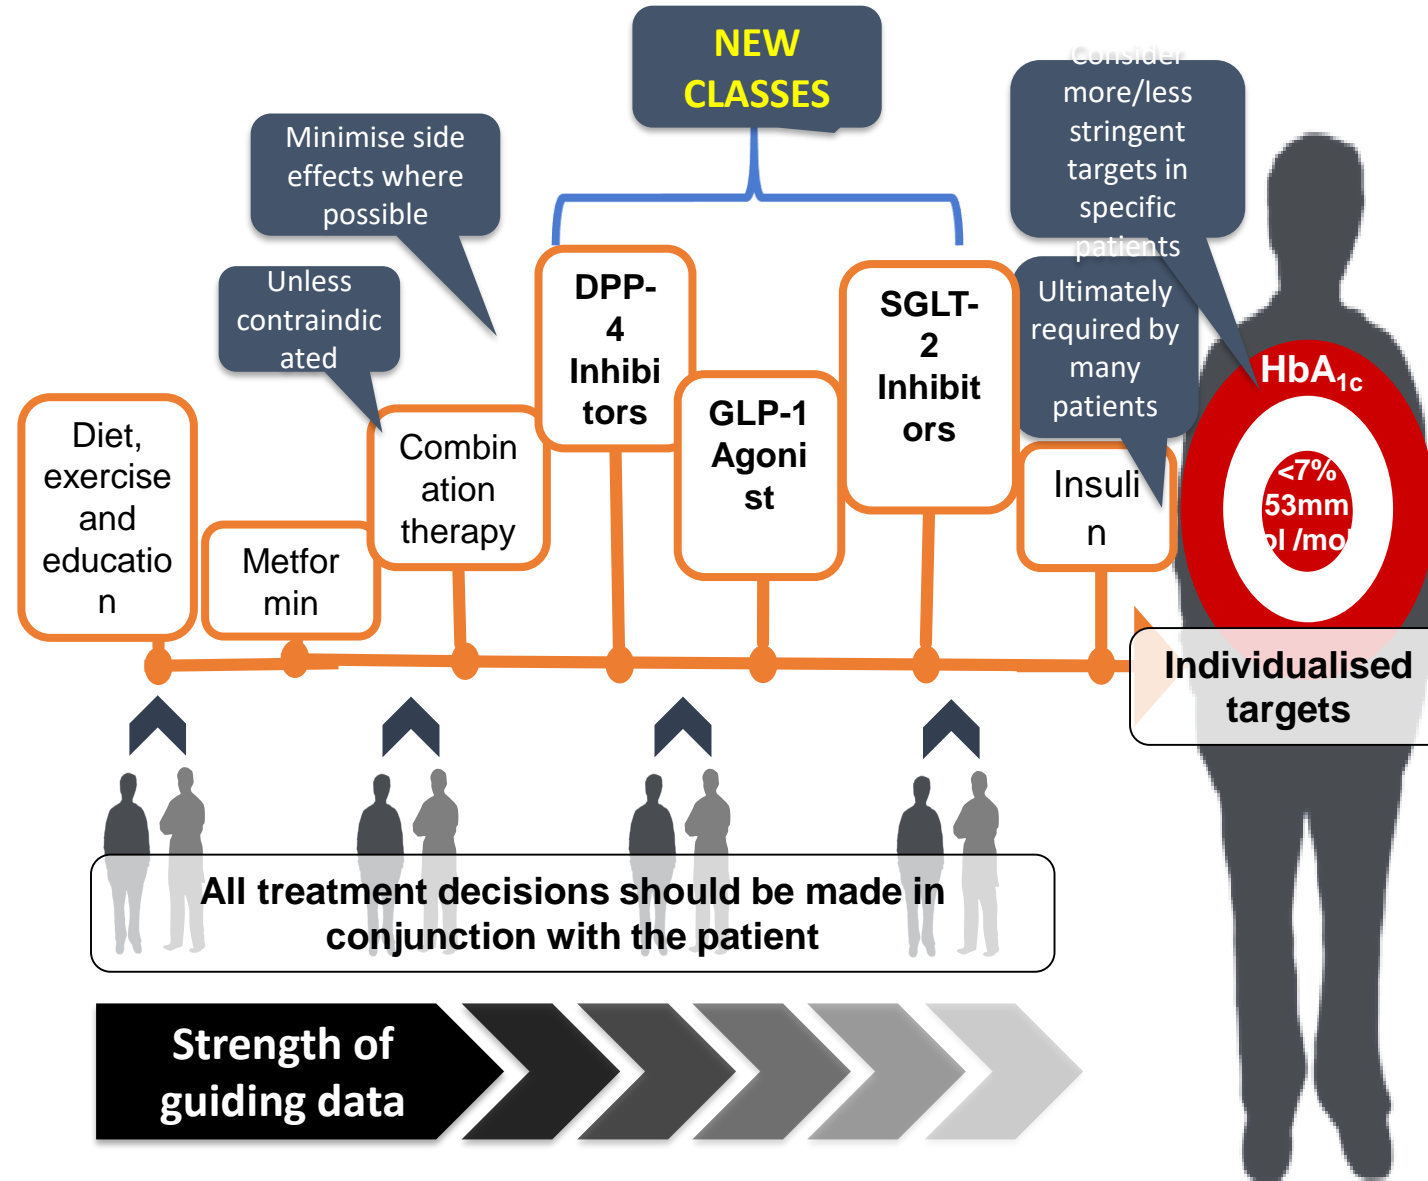 NEW
CLASSES
Consider
more/less
stringent
targets in
specific
patients
Minimise side
effects where
possible
Unless
contraindic
ated
DPP-
4
Inhibi
tors
SGLT-
2
Inhibit
ors
Ultimately
required by
many
patients
HbA1c
<7%
53mm
ol /mol
GLP-1
Agoni
st
Diet,
exercise
and
educatio
n
Metfor
min
Combin
ation
therapy
Insuli
n
Individualised
targets
All treatment decisions should be made in
conjunction with the patient
Strength of
guiding data